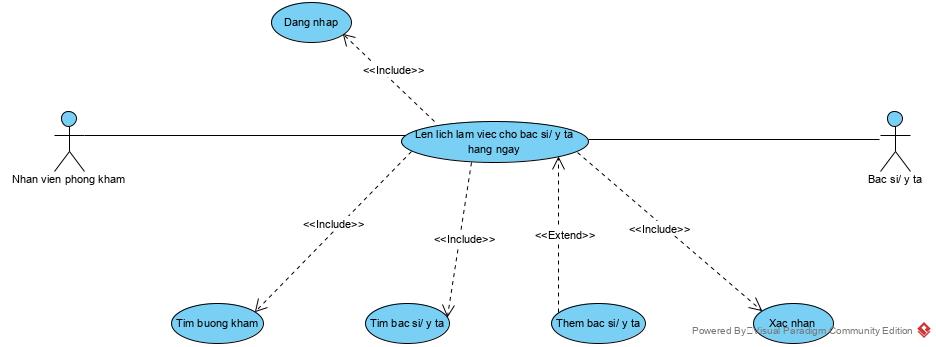 Dang nhap
<<Include>>
Len lich lam viec cho bac si/ y ta
hang ngay
Nhan vien phong kham
Bac si/ y ta
<<Include>>
<<Include>>
<<Extend>>
<<Include>>
Tim buong kham
Tim bac si/ y ta
Them bac si/ y ta
Xac nhan
Powered By Visual Paradigm Community Edition